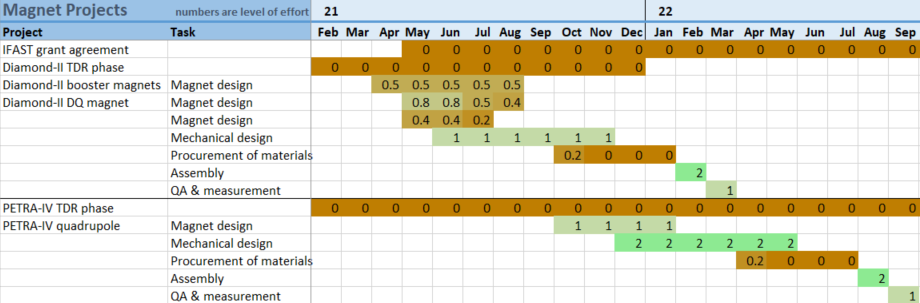 Magnet Projects numbers are level of effort 21 22
Project Task Feb Mar Apr May Jun Jul Aug Sep Oct Nov Dec Jan Feb Mar Apr May Jun Jul Aug Sep
IFAST grant agreement 0 0 0 0 0 0 0 0 0 0 0 0 0 0 0 0 0
Diamond-II TDR phase 0 0 0 0 0 0 0 0 0 0 0
Diamond-II booster magnets Magnet design 0.5 0.5 0.5 0.5 0.5
Diamond-II DQ magnet Magnet design 0.8 0.8 0.5 0.4
Magnet design 0.4 0.4 0.2
Mechanical design 1 1 1 1 1 1
Procurement of materials 0.2 0 0 0
Assembly 2
QA & measurement 1
PETRA-IV TDR phase 0 0 0 0 0 0 0 0 0 0 0 0 0 0 0 0 0 0 0 0
PETRA-IV quadrupole Magnet design 1 1 1 1
Mechanical design 2 2 2 2 2 2
Procurement of materials 0.2 0 0 0
Assembly 2
QA & measurement 1